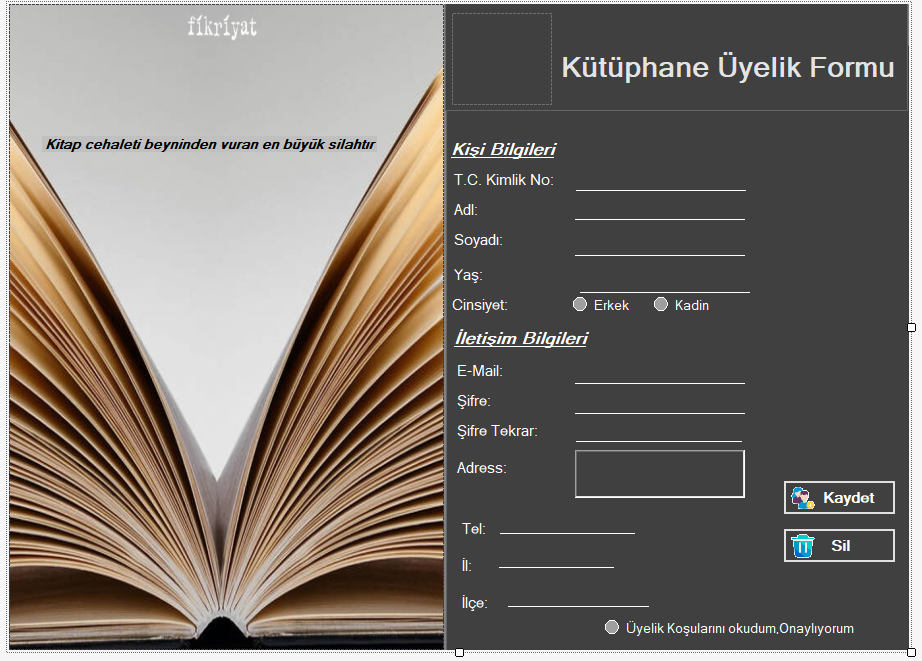 fikriyat
Kitap cehaleti beyninden vuran en büyük silahtır
Kütüphane Üyelik Formu
Kişi Bilgileri
T.C. Kimlik No:
Adl:
Soyadı:
Yaş:
Cinsiyet:
Erkek
Kadin
İletişim Bilgileri
E-Mail:
Şifre:
Şifre Tekrar:
Adress:
Kaydet
Tel:
Sil
İl:
İlçe:
Üyelik Koşularını okudum,Onaylıyorum